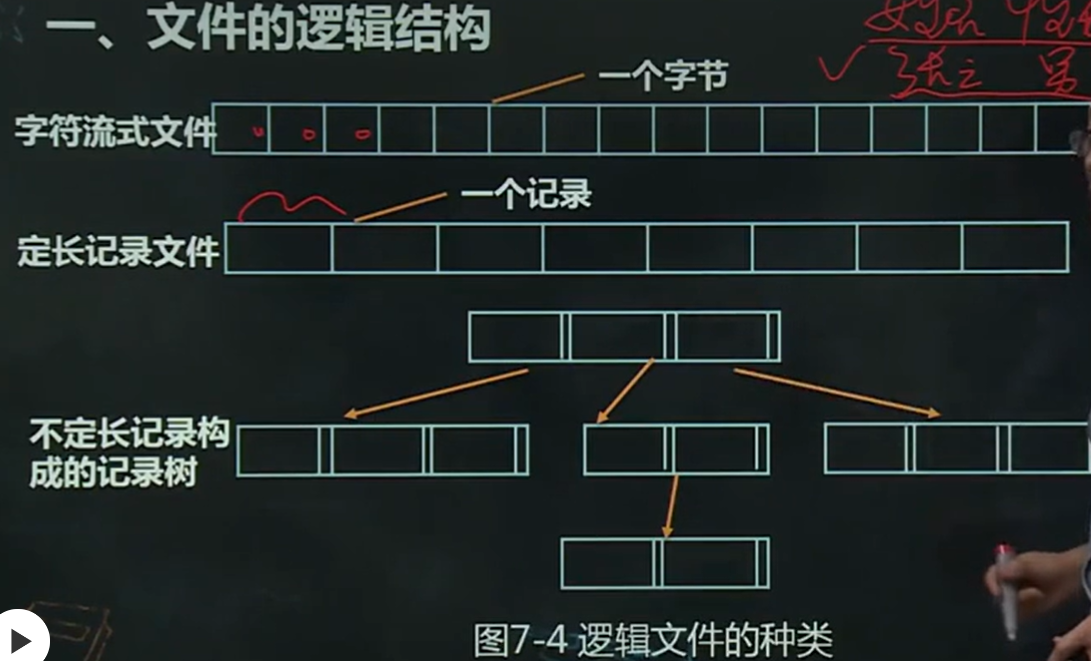 一、文件的逻辑结构
一个字节
字符流式文件
一个记录
定长记录文件
不定长记录构
成的记录树
图7-4 逻辑文件的种类